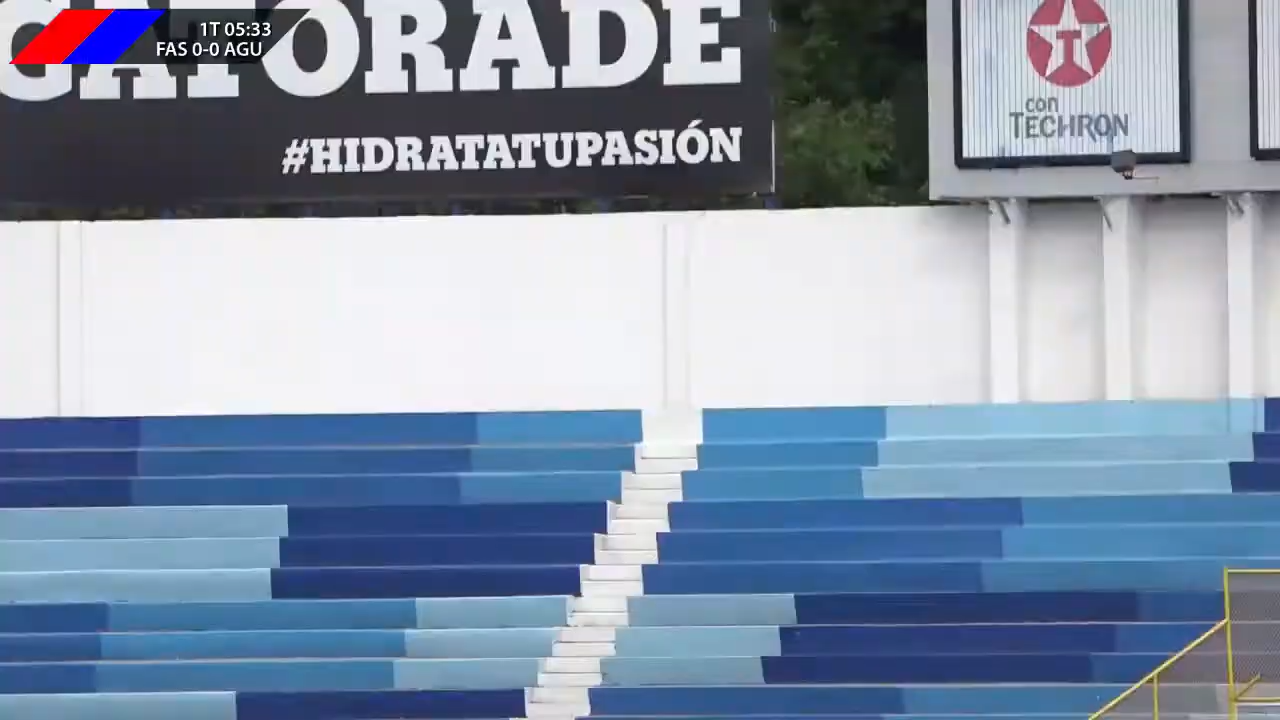 1T 05:33
FAS 0-0 AGU
GATORADE
#HIDRATATUPASIÓN
T
con
TECHRON